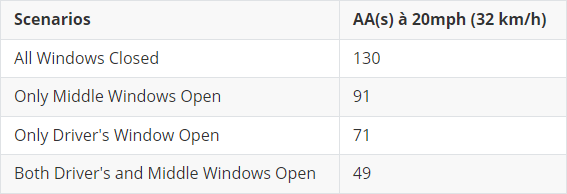 Scenarios AA(s) à 20mph (32 km/h)
All Windows Closed 130
Only Middle Windows Open 91
Only Driver's Window Open 71
Both Driver's and Middle Windows Open 49